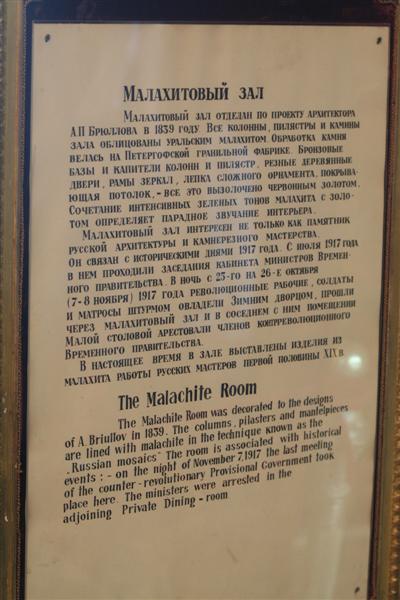 Малахитовый зал
Малахитовый зал отделан по проекту архитектора
А.П Брюллова в 1839 году. Все колонны, пилястры и камины
зала облицованы уральским малахитом. Обработка камня
велась на Петергофской гранильной фабрике. Бронзовые
базы и капители колонн и пилястр, резные деревянные
двери, рамы зеркал, лепка сложного орнамента, покрыва-
ющая потолок, - все это вызолочено червонным золотом.
Сочетание интенсивных зеленых тонов малахита с золо-
том определяет парадное звучание интерьера.
Малахитовый зал интересен не только как памятник
русской архитектуры и камнерезного мастерства.
Он связан с историческими днями 1917 года. С июля 1917 года
в нем проходили заседания кабинета министров Времен-
ного правительства. В ночь с 25-го на 26-е октября
(7-8 ноября) 1917 года революционные рабочие, солдаты
и матросы штурмом овладели Зимним дворцом, прошли
через Малахитовый зал и в соседнем с ним помещении
Малой столовой арестовали членов контрреволюционного
Временного правительства.
В настоящее время в зале выставлены изделия из
малахита работы русских мастеров первой половины XIX в
The Malachite Room
The Malachite Room was decorated to the designs
of A. Briullov in 1839. The columns, pilasters and mantelpieces
are lined with malachite in the technique known as the
„Russian mosaics" The room is associated with historical
events: - on the night of November 7,1917 the last meeting
of the counter - revolutionary Provisional Government took
place here. The ministers were arrested in the
adjoining Private Dining - room